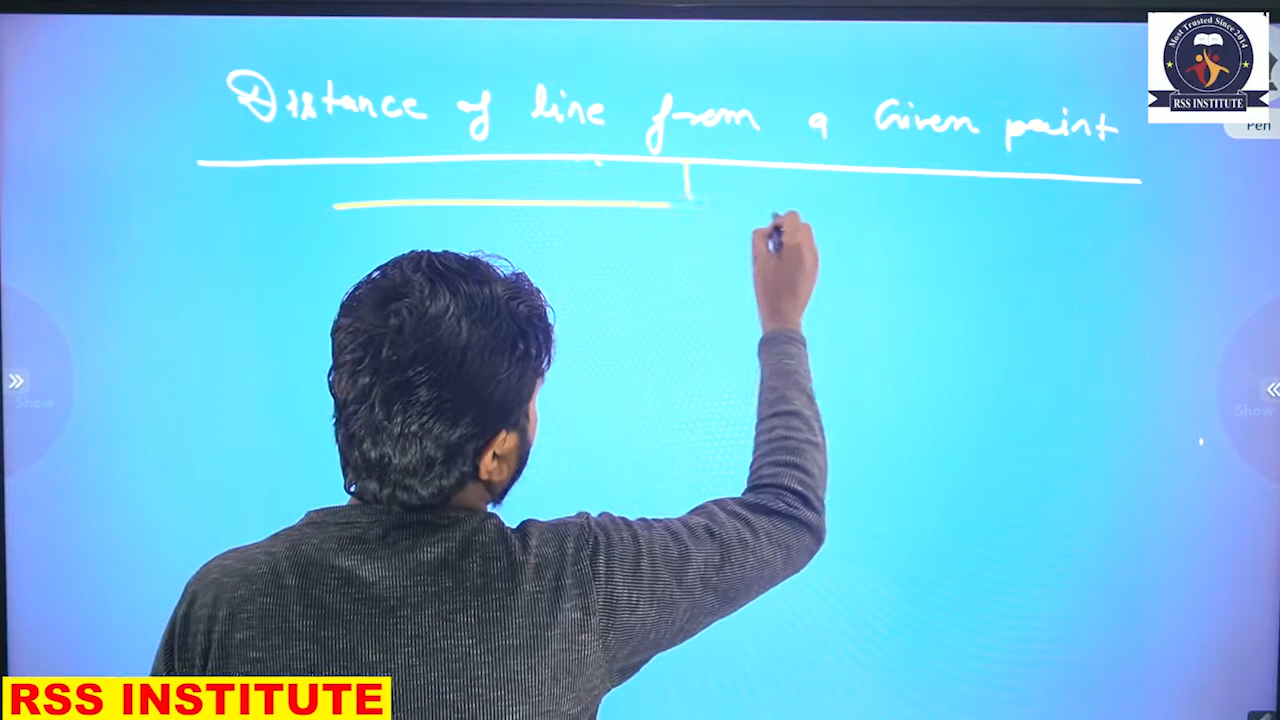 Distance of line from a Given point
Most Trusted Since 2014
RSS INSTITUTE
Pen
Show
Show
RSS INSTITUTE